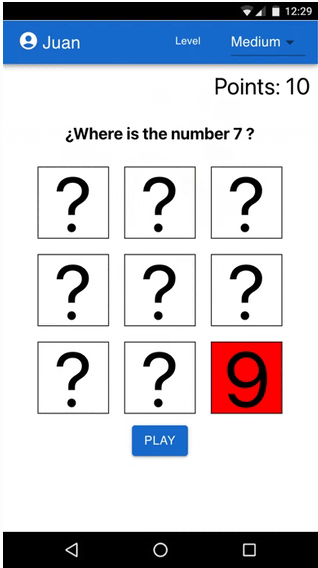 12:29
Juan Level Medium
Points: 10
¿Where is the number 7 ?
? ? ?
? ? ?
? ? 9
PLAY